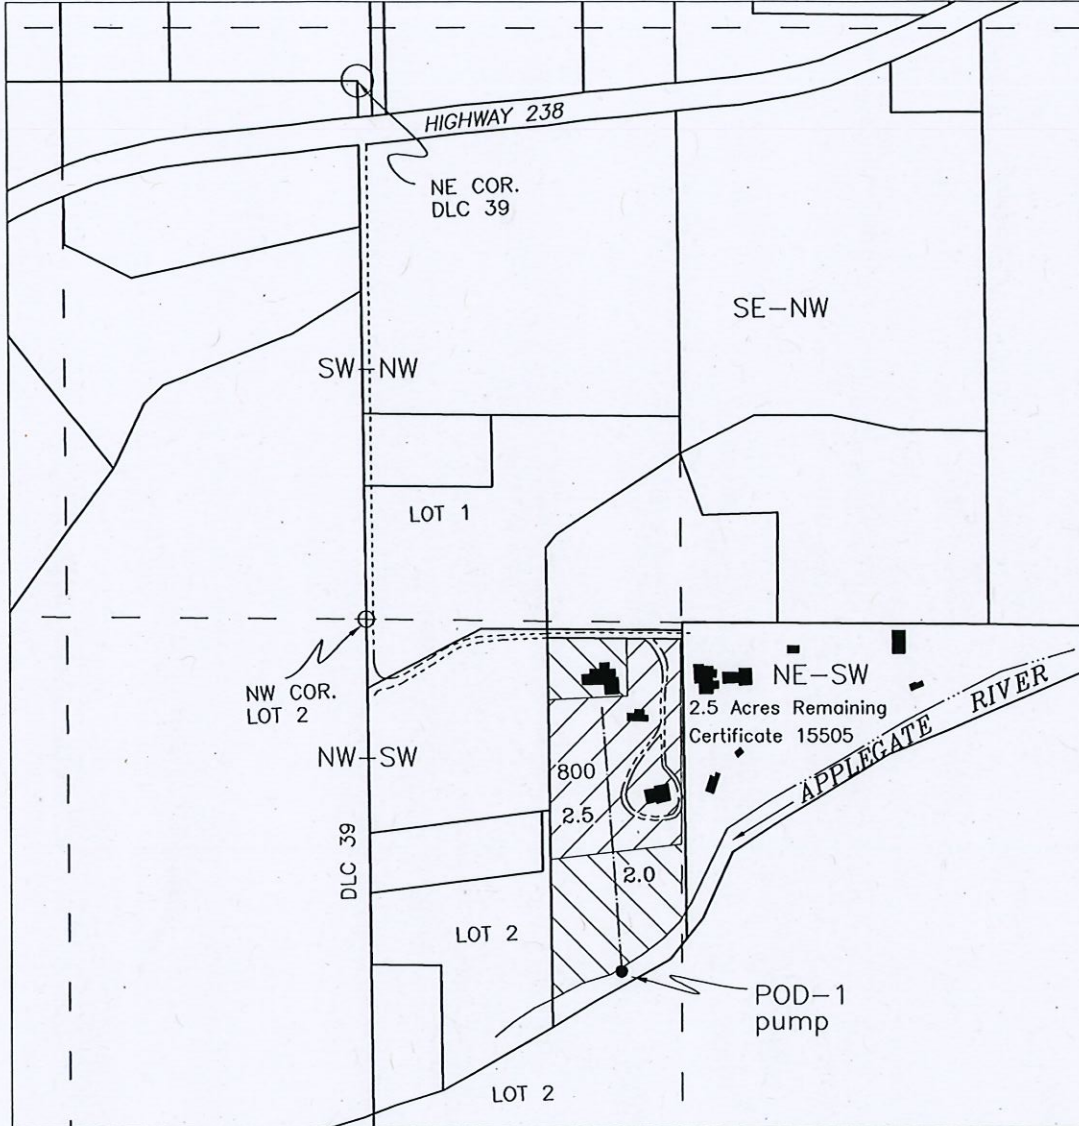 HIGHWAY 238
NE COR.
DLC 39
SE-NW
SW-NW
LOT 1
NW COR.
LOT 2
NE-SW
2.5 Acres Remaining
Certificate 15505
APPLEGATE RIVER
NW-SW
800
2.5
DLC 39
2.0
LOT 2
POD-1
pump
LOT 2